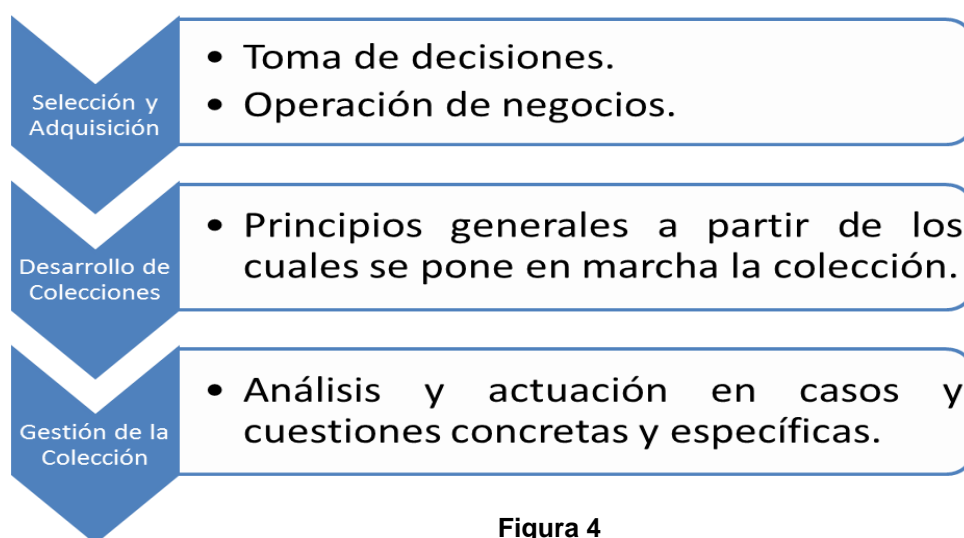 Selección y
Adquisición
• Toma de decisiones.
• Operación de negocios.
Desarrollo de
Colecciones
• Principios generales a partir de los
cuales se pone en marcha la colección.
Gestión de la
Colección
• Análisis y actuación en casos y
cuestiones concretas y específicas.
Figura 4